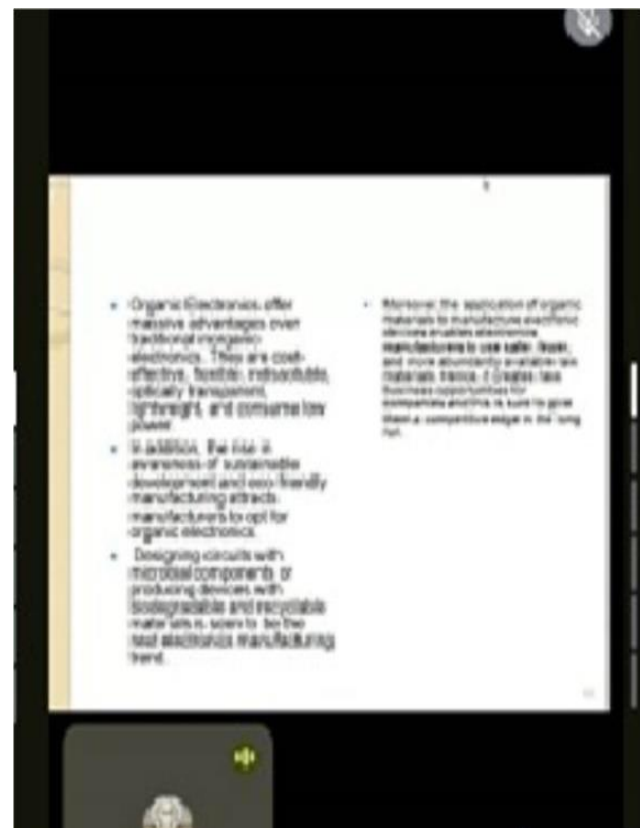 Organic Electronics offer
massive advantages over
traditional inorganic
electronics. They are cost-
effective, flexible, indissoluble,
optically transparent,
lightweight, and consume low
power
In addition, the rise in
awareness of sustainable
development and eco-friendly
manufacturing attracts
manufacturers to opt for
organic electronics
Designing circuits with
microbial components or
producing devices with
biodegradable and recyclable
materials is seen to be the
next electronics manufacturing
trend.
Moreover, the application of organic
materials to manufacture electronic
devices enables electronics
manufacturers to use safer, fewer,
and more abundantly available raw
materials. Hence, it Creates new
business opportunities for
companies and this is sure to give
them a competitive edge in the long
run.